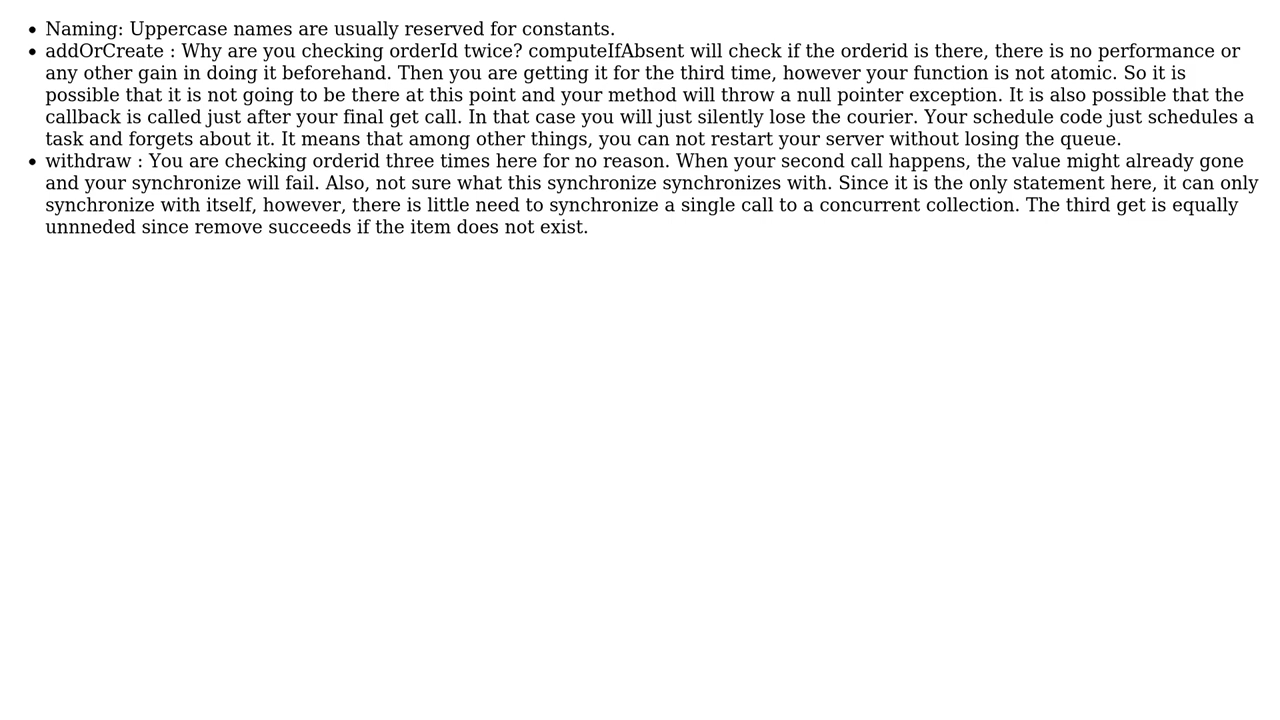 • Naming: Uppercase names are usually reserved for constants.
• addOrCreate : Why are you checking orderId twice? computeIfAbsent will check if the orderid is there, there is no performance or
any other gain in doing it beforehand. Then you are getting it for the third time, however your function is not atomic. So it is
possible that it is not going to be there at this point and your method will throw a null pointer exception. It is also possible that the
callback is called just after your final get call. In that case you will just silently lose the courier. Your schedule code just schedules a
task and forgets about it. It means that among other things, you can not restart your server without losing the queue.
• withdraw : You are checking orderid three times here for no reason. When your second call happens, the value might already gone
and your synchronize will fail. Also, not sure what this synchronize synchronizes with. Since it is the only statement here, it can only
synchronize with itself, however, there is little need to synchronize a single call to a concurrent collection. The third get is equally
unnneded since remove succeeds if the item does not exist.